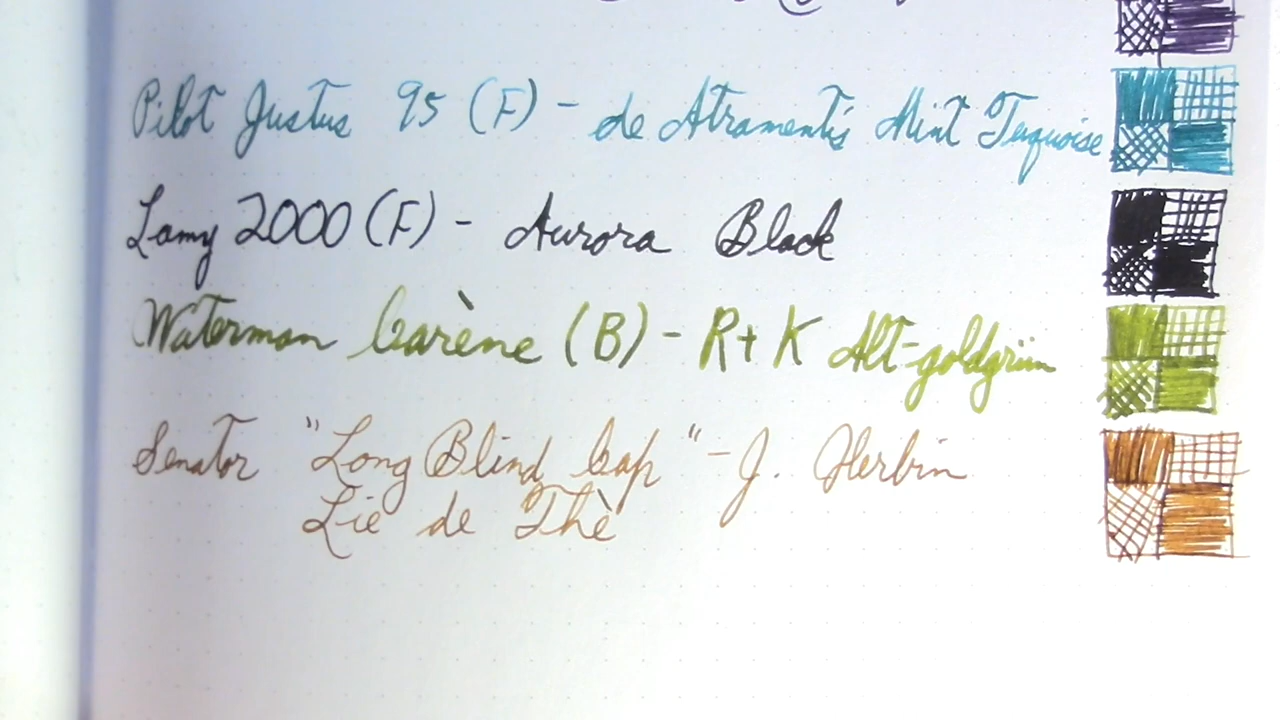 Pilot Justus 95 (F) - de Atramentis Mint Turquoise
Lamy 2000 (F) - Aurora Black
Waterman Carène (B) - R+K Alt-goldgrün
Senator "Long Blind Cap" - J. Herbin
Lie de Thè